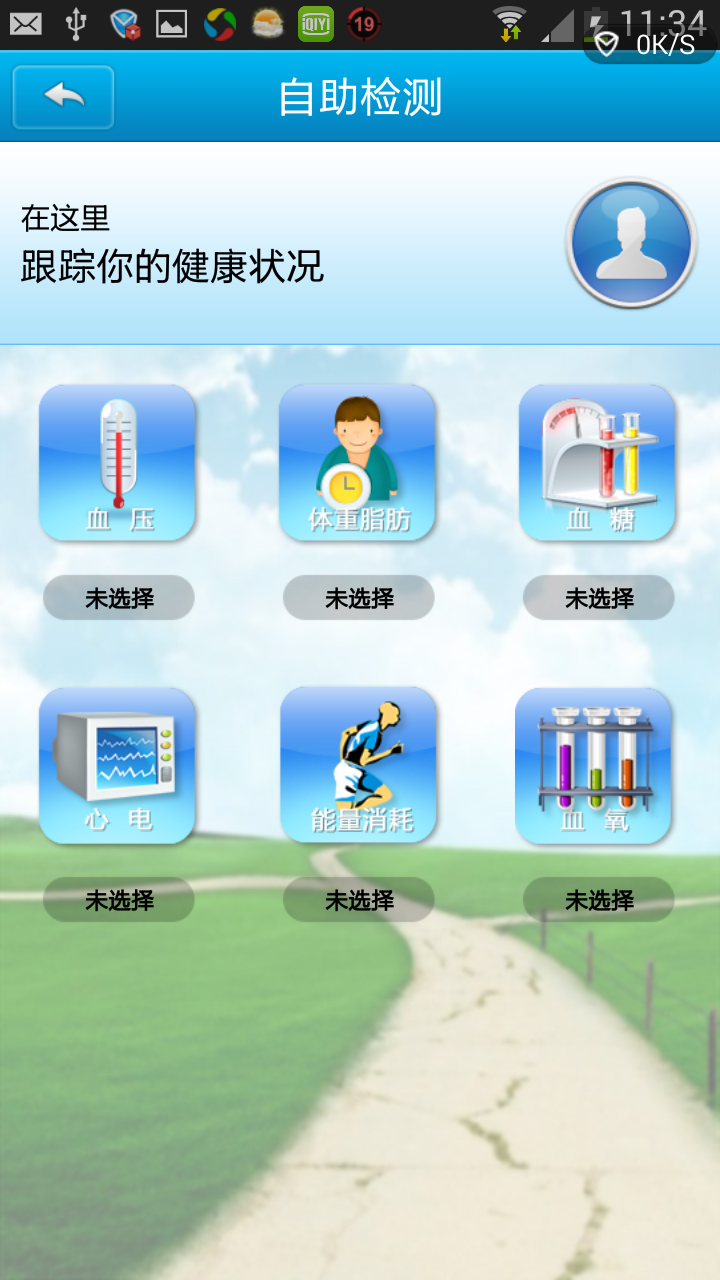 iQIYI
19
11:34
0K/S
自助检测
在这里
跟踪你的健康状况
血 压
体重脂肪
血 糖
未选择
未选择
未选择
心 电
能量消耗
血 氧
未选择
未选择
未选择